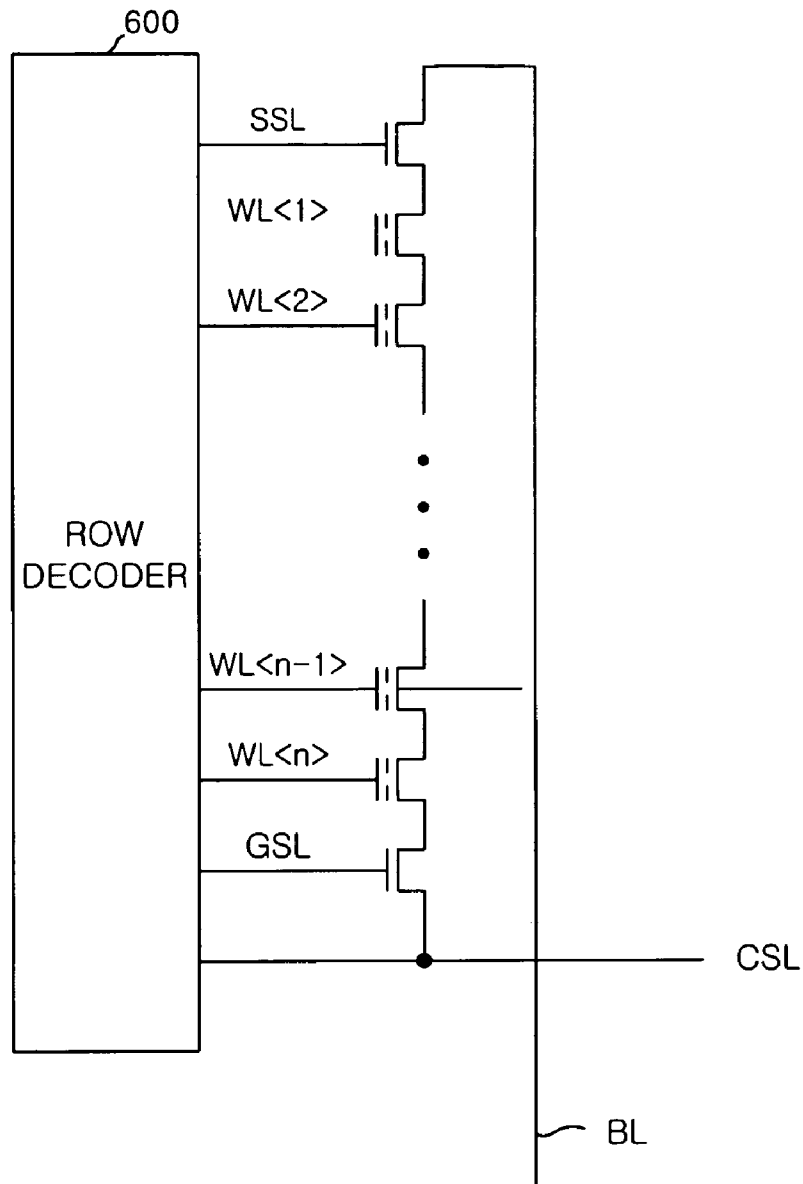 600
SSL
WL<1>
WL<2>
ROW
DECODER
WL<n-1>
WL<n>
GSL
CSL
BL